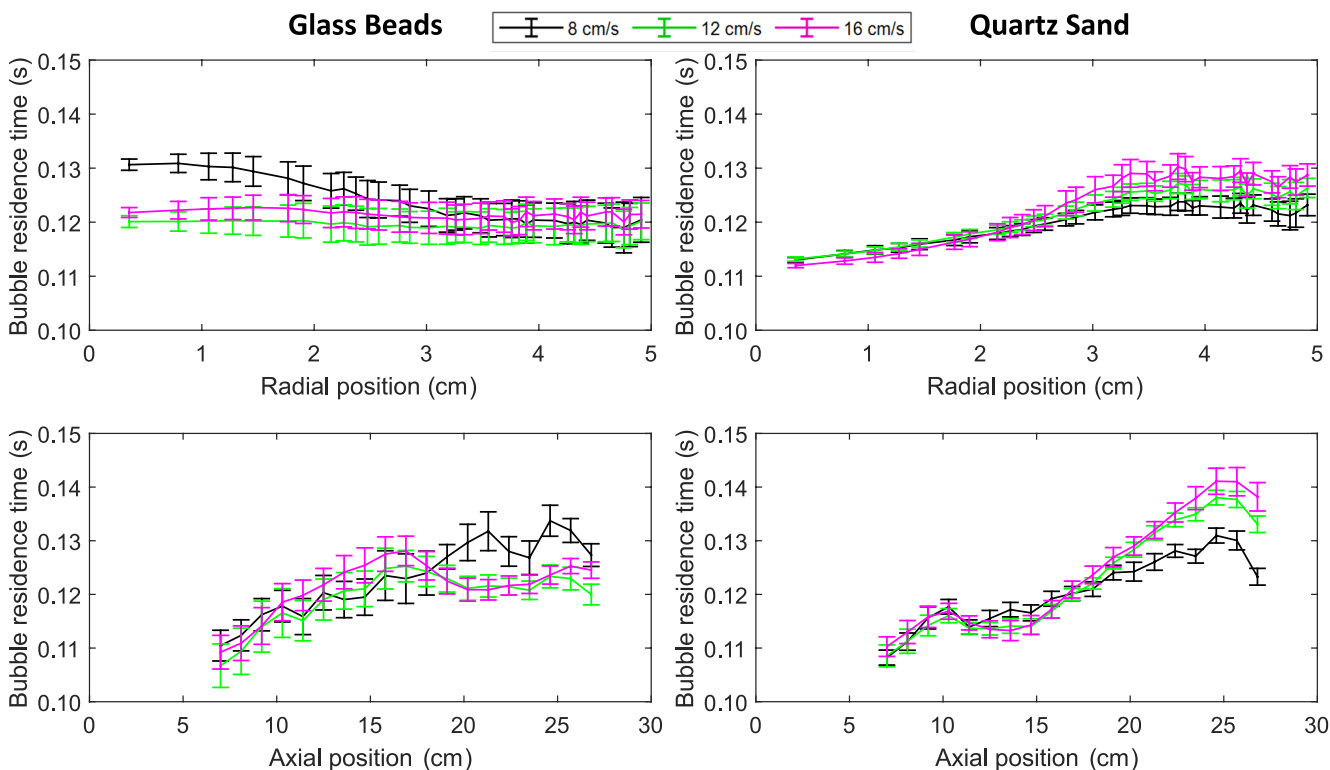 Glass Beads
8 cm/s 12 cm/s 16 cm/s
Quartz Sand
Bubble residence time (s)
0.15
0.14
0.13
0.12
0.11
0.10
0 1 2 3 4 5
Radial position (cm)
Bubble residence time (s)
0.15
0.14
0.13
0.12
0.11
0.10
0 1 2 3 4 5
Radial position (cm)
Bubble residence time (s)
0.15
0.14
0.13
0.12
0.11
0.10
0 5 10 15 20 25 30
Axial position (cm)
Bubble residence time (s)
0.15
0.14
0.13
0.12
0.11
0.10
0 5 10 15 20 25 30
Axial position (cm)